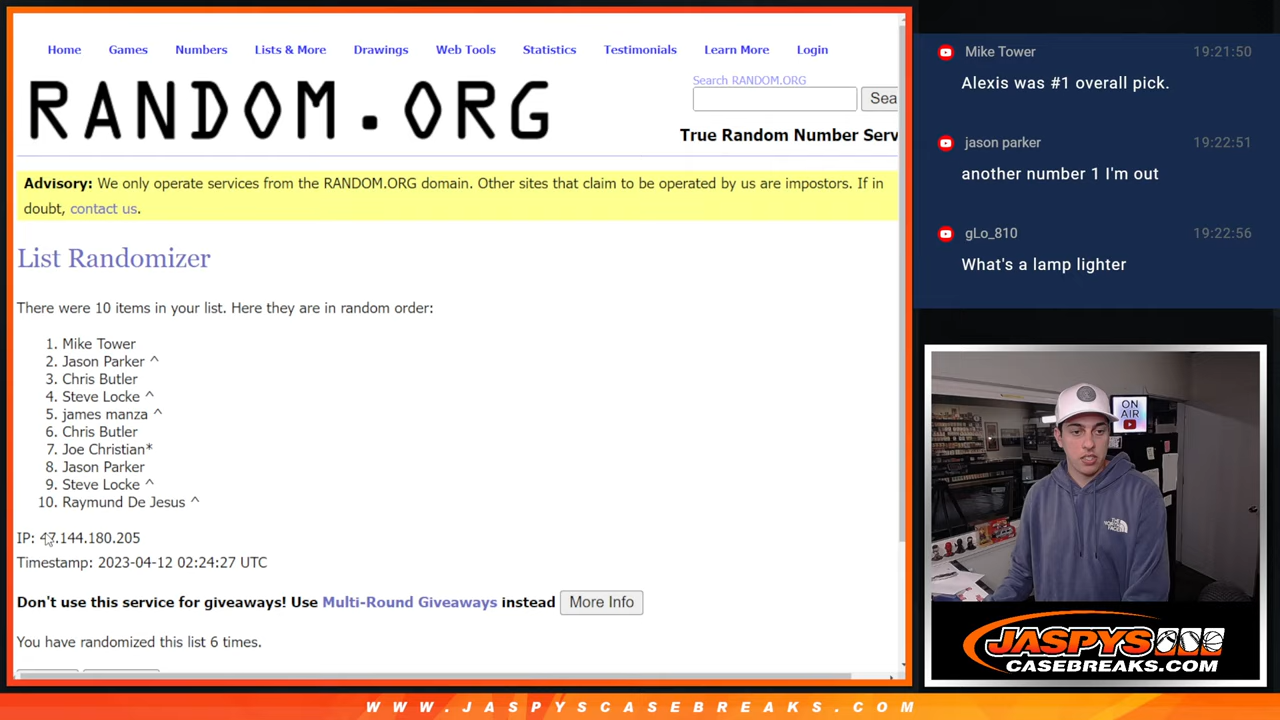 Home Games Numbers Lists & More Drawings Web Tools Statistics Testimonials Learn More Login
RANDOM.ORG
Search RANDOM.ORG
Sea
True Random Number Serv
Advisory: We only operate services from the RANDOM.ORG domain. Other sites that claim to be operated by us are impostors. If in
doubt, contact us.
List Randomizer
There were 10 items in your list. Here they are in random order:
1. Mike Tower
2. Jason Parker ^
3. Chris Butler
4. Steve Locke ^
5. james manza ^
6. Chris Butler
7. Joe Christian*
8. Jason Parker
9. Steve Locke ^
10. Raymund De Jesus ^
IP: 47.144.180.205
Timestamp: 2023-04-12 02:24:27 UTC
Don't use this service for giveaways! Use Multi-Round Giveaways instead More Info
You have randomized this list 6 times.
Mike Tower 19:21:50
Alexis was #1 overall pick.
jason parker 19:22:51
another number 1 I'm out
gLo_810 19:22:56
What's a lamp lighter
ON
AIR
THE
NORTH
FACE
JASPYS
CASEBREAKS.COM
WWW.JASPYSCASEBREAKS.COM